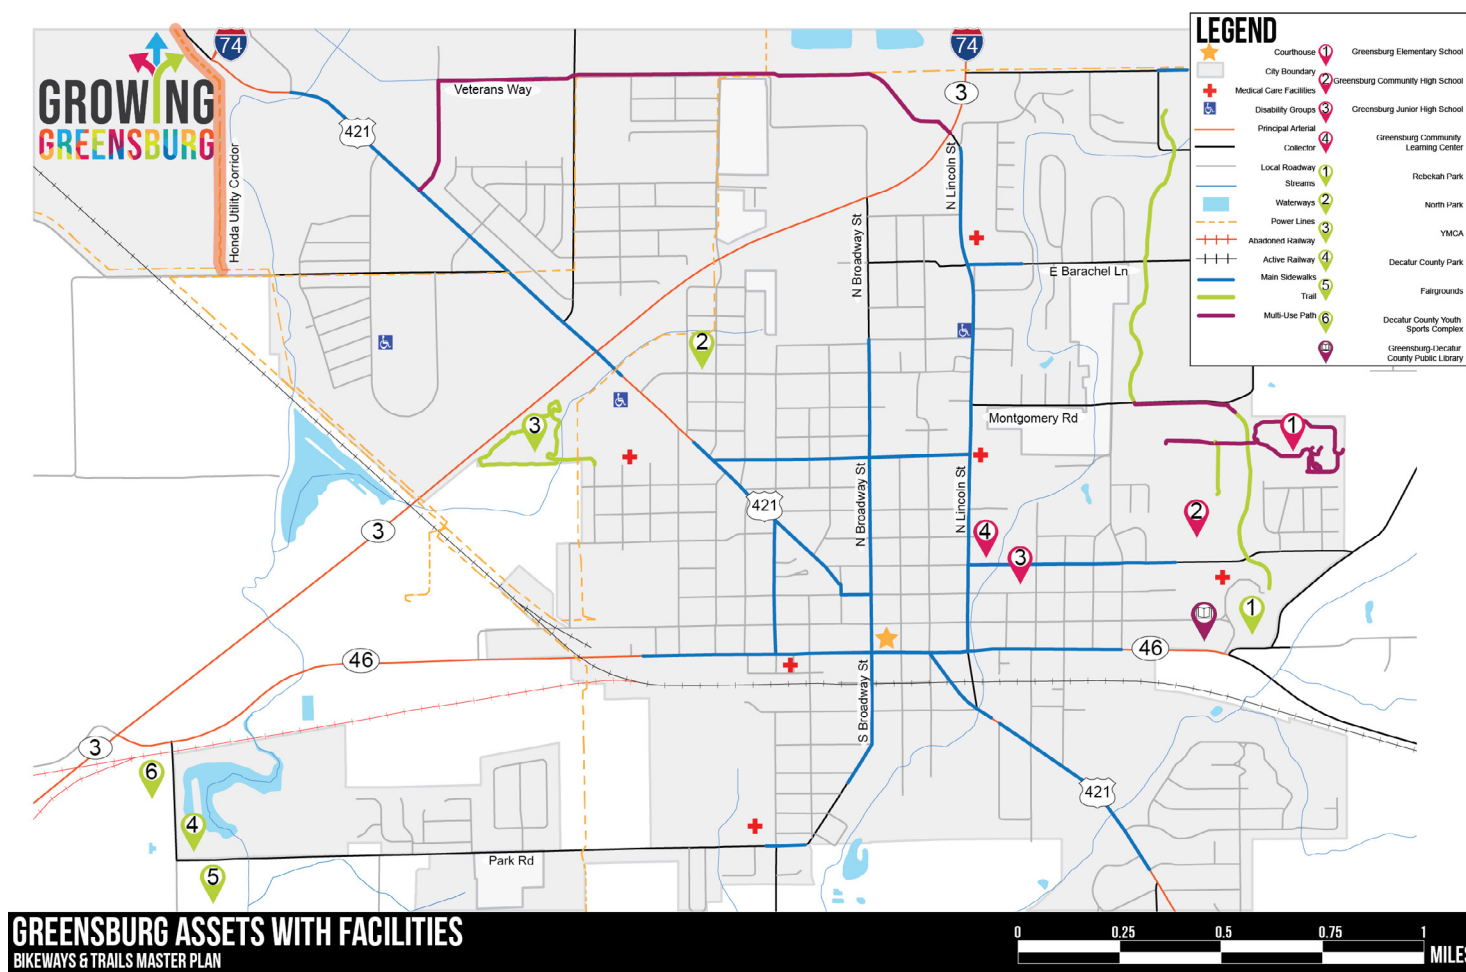 GROWING
GREENSBURG
74
74
LEGEND
Courthouse
City Boundary
Medical Care Facilities
Disability Groups
Principal Arterial
Collector
Local Roadway
Streams
Waterways
Power Lines
Abadoned Railway
Active Railway
Main Sidewalks
Trail
Multi-Use Path
1 Greensburg Elementary School
2 Greensburg Community High School
3 Greensburg Junior High School
4 Greensburg Community
Learning Center
1 Rebekah Park
2 North Park
3 YMCA
4 Decatur County Park
5 Fairgrounds
6 Decatur County Youth
Sports Complex
Greensburg-Decatur
County Public Library
Veterans Way
3
421
Honda Utility Corridor
N Lincoln St
N Broadway St
E Barachel Ln
2
3
Montgomery Rd
1
N Broadway St
N Lincoln St
421
2
3
4
3
1
46
46
S Broadway St
3
6
4
421
Park Rd
5
GREENSBURG ASSETS WITH FACILITIES
BIKEWAYS & TRAILS MASTER PLAN
0 0.25 0.5 0.75 1
MILES